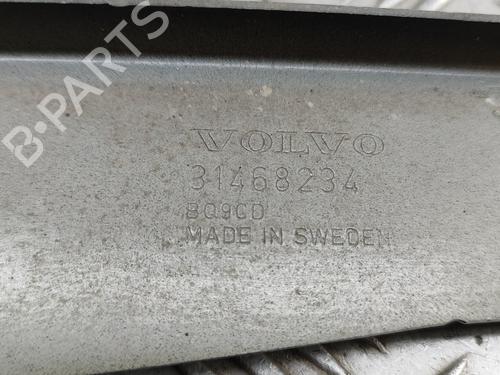 B-PARTS
VOLVO
31468234
8Q9CD
MADE IN SWEDEN